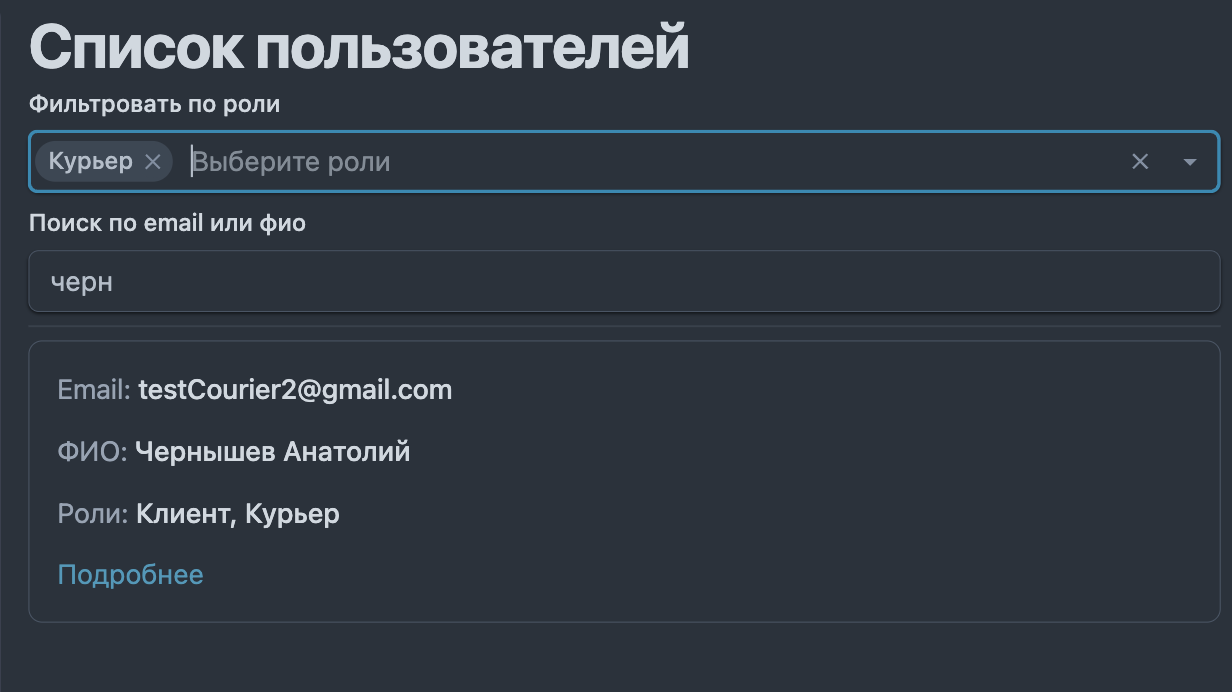 Список пользователей
Фильтровать по роли
Курьер Выберите роли
Поиск по email или фио
черн
Email: testCourier2@gmail.com
ФИО: Чернышев Анатолий
Роли: Клиент, Курьер
Подробнее